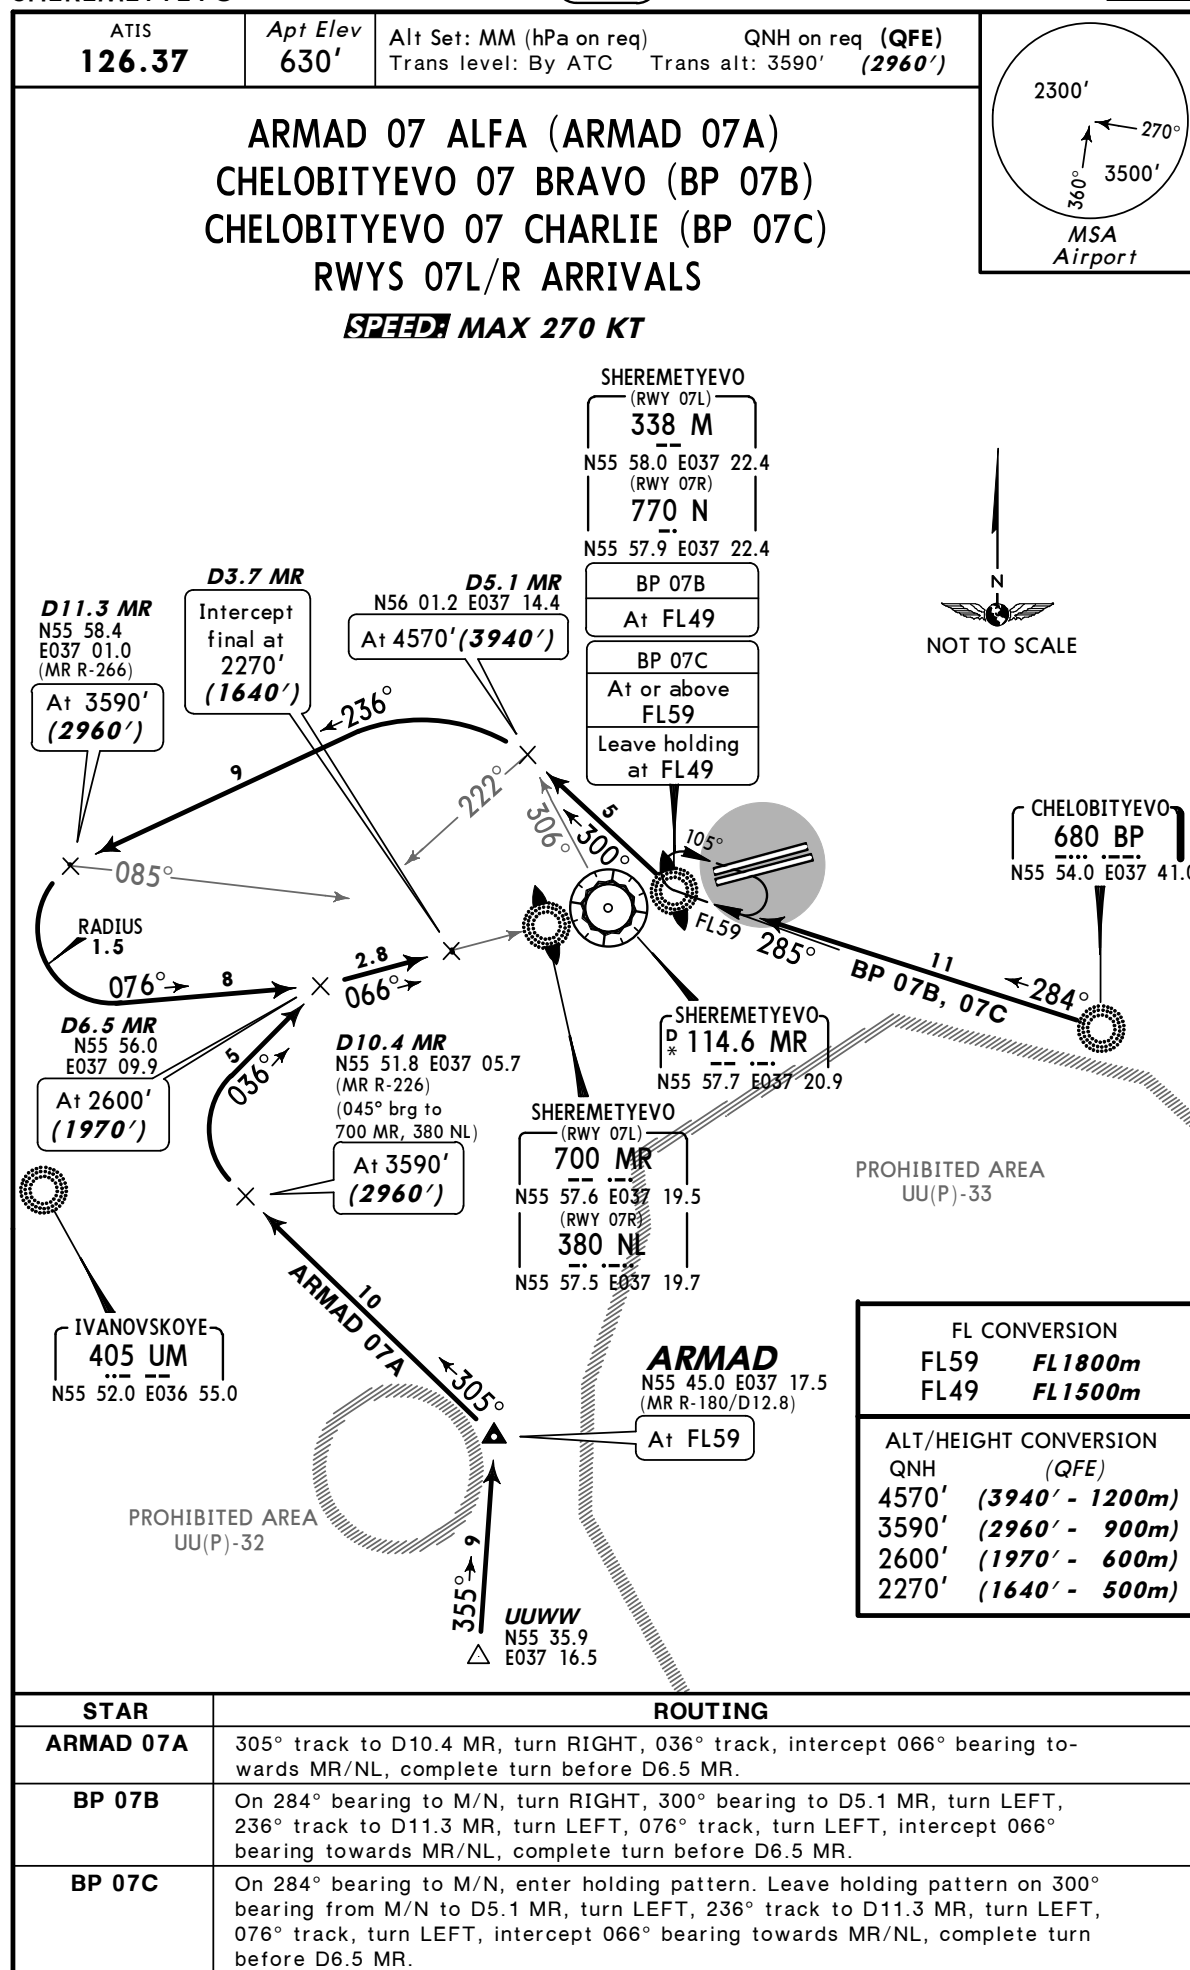 ATIS
126.37
Apt Elev
630'
Alt Set: MM (hPa on req) QNH on req (QFE)
Trans level: By ATC Trans alt: 3590' (2960')
2300'
270°
3500'
360°
MSA
Airport
ARMAD 07 ALFA (ARMAD 07A)
CHELOBITYEVO 07 BRAVO (BP 07B)
CHELOBITYEVO 07 CHARLIE (BP 07C)
RWYS 07L/R ARRIVALS
SPEED: MAX 270 KT
SHEREMETYEVO
(RWY 07L)
338 M
N55 58.0 E037 22.4
(RWY 07R)
770 N
N55 57.9 E037 22.4
BP 07B
At FL49
BP 07C
At or above
FL59
Leave holding
at FL49
N
NOT TO SCALE
D3.7 MR
Intercept
final at
2270'
(1640')
D5.1 MR
N56 01.2 E037 14.4
At 4570' (3940')
D11.3 MR
N55 58.4
E037 01.0
(MR R-266)
At 3590'
(2960')
236°
9
222°
306°
5
300°
105°
085°
FL59
285°
11
BP 07B, 07C
284°
CHELOBITYEVO
680 BP
N55 54.0 E037 41.0
RADIUS
1.5
076°
8
2.8
066°
D6.5 MR
N55 56.0
E037 09.9
At 2600'
(1970')
5
036°
D10.4 MR
N55 51.8 E037 05.7
(MR R-226)
(045° brg to
700 MR, 380 NL)
At 3590'
(2960')
SHEREMETYEVO
D
* 114.6 MR
N55 57.7 E037 20.9
SHEREMETYEVO
(RWY 07L)
700 MR
N55 57.6 E037 19.5
(RWY 07R)
380 NL
N55 57.5 E037 19.7
PROHIBITED AREA
UU(P)-33
IVANOVSKOYE
405 UM
N55 52.0 E036 55.0
10
ARMAD 07A
305°
ARMAD
N55 45.0 E037 17.5
(MR R-180/D12.8)
At FL59
PROHIBITED AREA
UU(P)-32
355°
9
UUWW
N55 35.9
E037 16.5
FL CONVERSION
FL59 FL1800m
FL49 FL1500m
ALT/HEIGHT CONVERSION
QNH (QFE)
4570' (3940' - 1200m)
3590' (2960' - 900m)
2600' (1970' - 600m)
2270' (1640' - 500m)
STAR ROUTING
ARMAD 07A 305° track to D10.4 MR, turn RIGHT, 036° track, intercept 066° bearing to-
wards MR/NL, complete turn before D6.5 MR.
BP 07B On 284° bearing to M/N, turn RIGHT, 300° bearing to D5.1 MR, turn LEFT,
236° track to D11.3 MR, turn LEFT, 076° track, turn LEFT, intercept 066°
bearing towards MR/NL, complete turn before D6.5 MR.
BP 07C On 284° bearing to M/N, enter holding pattern. Leave holding pattern on 300°
bearing from M/N to D5.1 MR, turn LEFT, 236° track to D11.3 MR, turn LEFT,
076° track, turn LEFT, intercept 066° bearing towards MR/NL, complete turn
before D6.5 MR.